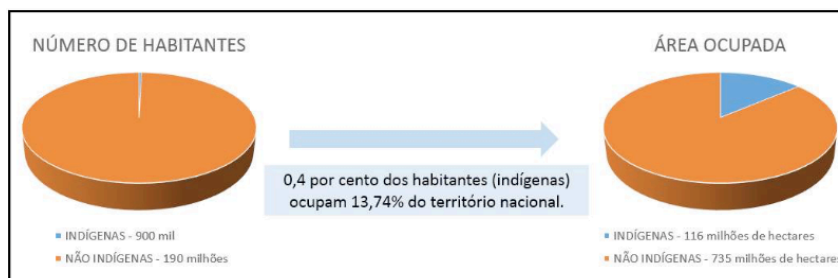 NÚMERO DE HABITANTES
INDÍGENAS - 900 mil
NÃO INDÍGENAS - 190 milhões
0,4 por cento dos habitantes (indígenas)
ocupam 13,74% do território nacional.
ÁREA OCUPADA
INDÍGENAS - 116 milhões de hectares
NÃO INDÍGENAS - 735 milhões de hectares